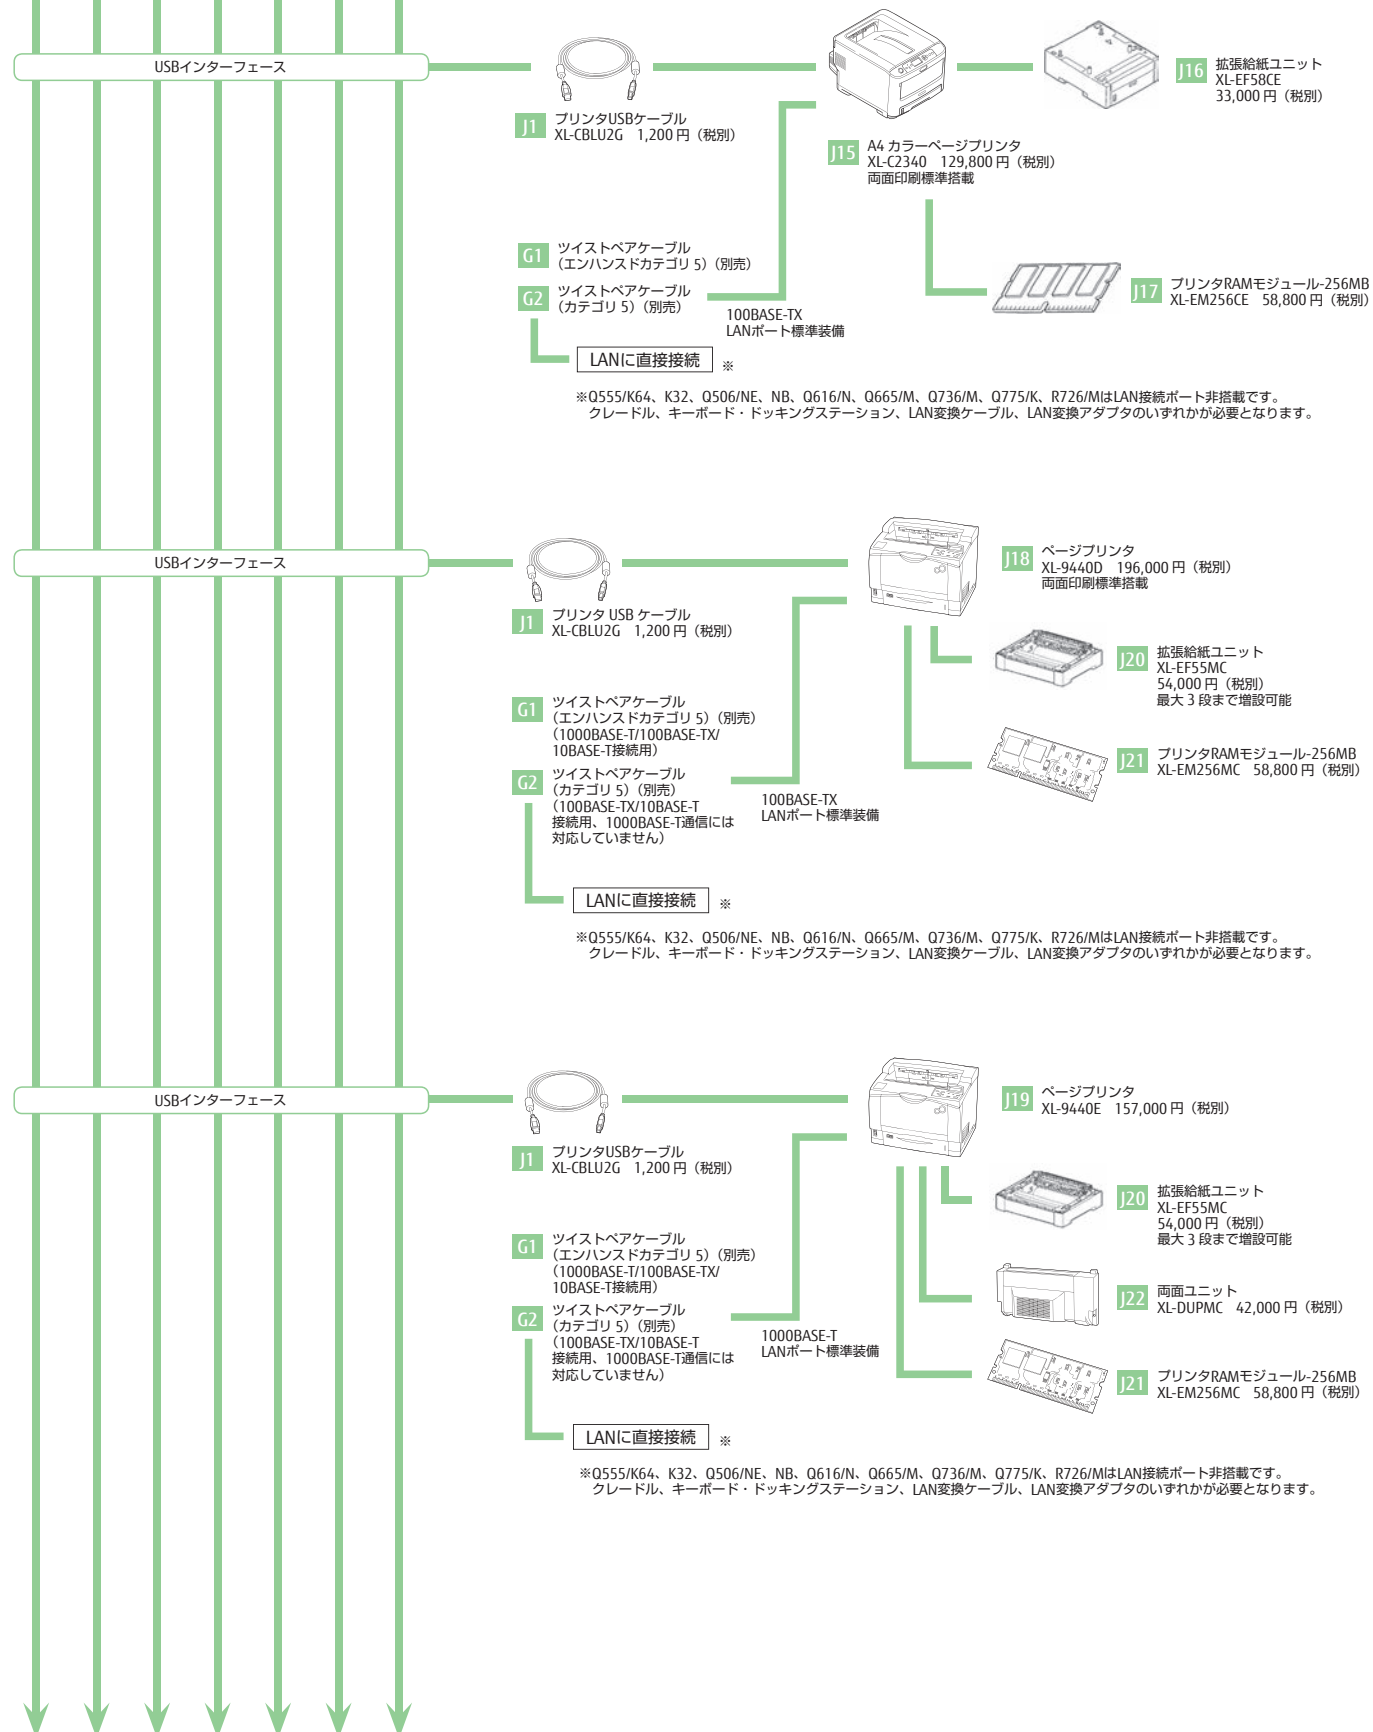 USBインターフェース
J1 プリンタUSBケーブル
XL-CBLU2G 1,200 円（税別）
J15 A4 カラーページプリンタ
XL-C2340 129,800 円（税別）
両面印刷標準搭載
J16 拡張給紙ユニット
XL-EF58CE
33,000 円（税別）
G1 ツイストペアケーブル
（エンハンスドカテゴリ 5）（別売）
G2 ツイストペアケーブル
（カテゴリ 5）（別売）
100BASE-TX
LANポート標準装備
J17 プリンタRAMモジュール-256MB
XL-EM256CE 58,800 円（税別）
LANに直接接続 ※
※Q555/K64、K32、Q506/NE、NB、Q616/N、Q665/M、Q736/M、Q775/K、R726/MはLAN接続ポート非搭載です。
クレードル、キーボード・ドッキングステーション、LAN変換ケーブル、LAN変換アダプタのいずれかが必要となります。
USBインターフェース
J1 プリンタ USB ケーブル
XL-CBLU2G 1,200 円（税別）
J18 ページプリンタ
XL-9440D 196,000 円（税別）
両面印刷標準搭載
J20 拡張給紙ユニット
XL-EF55MC
54,000 円（税別）
最大 3 段まで増設可能
G1 ツイストペアケーブル
（エンハンスドカテゴリ 5）（別売）
（1000BASE-T/100BASE-TX/
10BASE-T接続用）
G2 ツイストペアケーブル
（カテゴリ 5）（別売）
（100BASE-TX/10BASE-T
接続用、1000BASE-T通信には
対応していません）
100BASE-TX
LANポート標準装備
J21 プリンタRAMモジュール-256MB
XL-EM256MC 58,800 円（税別）
LANに直接接続 ※
※Q555/K64、K32、Q506/NE、NB、Q616/N、Q665/M、Q736/M、Q775/K、R726/MはLAN接続ポート非搭載です。
クレードル、キーボード・ドッキングステーション、LAN変換ケーブル、LAN変換アダプタのいずれかが必要となります。
USBインターフェース
J1 プリンタUSBケーブル
XL-CBLU2G 1,200 円（税別）
J19 ページプリンタ
XL-9440E 157,000 円（税別）
J20 拡張給紙ユニット
XL-EF55MC
54,000 円（税別）
最大 3 段まで増設可能
G1 ツイストペアケーブル
（エンハンスドカテゴリ 5）（別売）
（1000BASE-T/100BASE-TX/
10BASE-T接続用）
G2 ツイストペアケーブル
（カテゴリ 5）（別売）
（100BASE-TX/10BASE-T
接続用、1000BASE-T通信には
対応していません）
1000BASE-T
LANポート標準装備
J22 両面ユニット
XL-DUPMC 42,000 円（税別）
J21 プリンタRAMモジュール-256MB
XL-EM256MC 58,800 円（税別）
LANに直接接続 ※
※Q555/K64、K32、Q506/NE、NB、Q616/N、Q665/M、Q736/M、Q775/K、R726/MはLAN接続ポート非搭載です。
クレードル、キーボード・ドッキングステーション、LAN変換ケーブル、LAN変換アダプタのいずれかが必要となります。